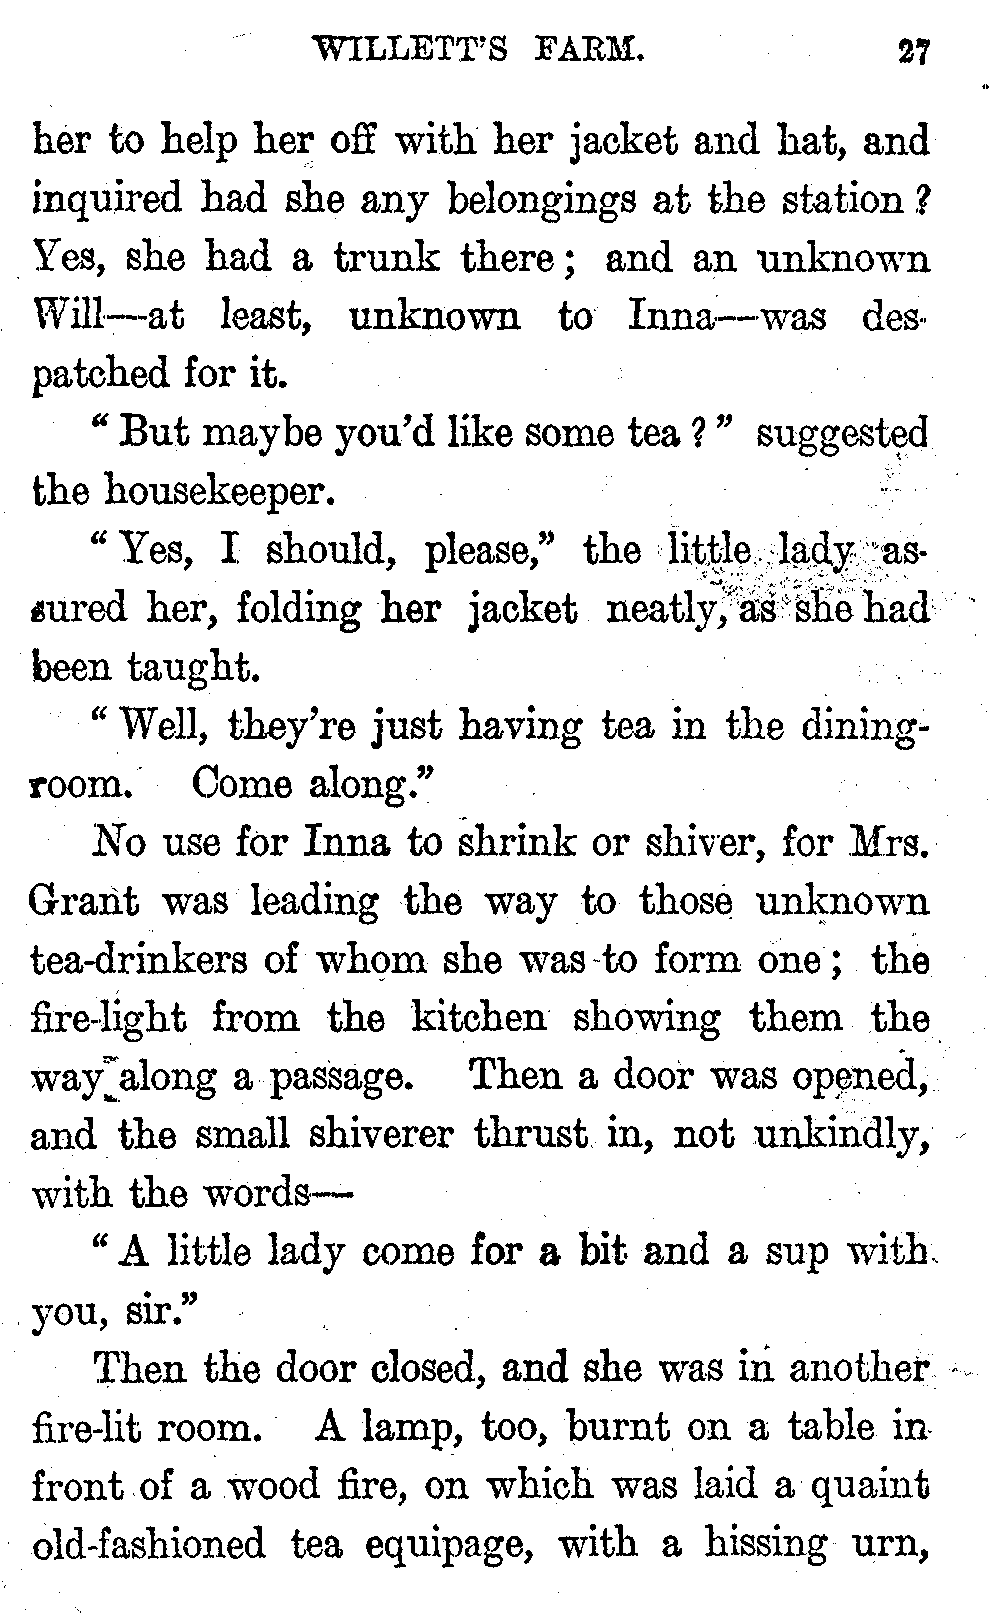 WILLETT'S FARM. 27
her to help her off with her jacket and hat, and
inquired had she any belongings at the station ?
Yes, she had a trunk there ; and an unknown
Will—at least, unknown to Inna—was des-
patched for it.
“ But maybe you'd like some tea ? ” suggested
the housekeeper.
“ Yes, I should, please,” the little lady as-
sured her, folding her jacket neatly, as she had
been taught.
“ Well, they're just having tea in the dining-
room. Come along.”
No use for Inna to shrink or shiver, for Mrs.
Grant was leading the way to those unknown
tea-drinkers of whom she was to form one ; the
fire-light from the kitchen showing them the
way along a passage. Then a door was opened,
and the small shiverer thrust in, not unkindly,
with the words—
“ A little lady come for a bit and a sup with
you, sir.”
Then the door closed, and she was in another
fire-lit room. A lamp, too, burnt on a table in
front of a wood fire, on which was laid a quaint
old-fashioned tea equipage, with a hissing urn,